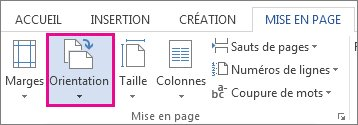 ACCUEIL INSERTION CRÉATION MISE EN PAGE
Marges Orientation Taille Colonnes
Sauts de pages
Numéros de lignes
bc
a-
Coupure de mots
Mise en page